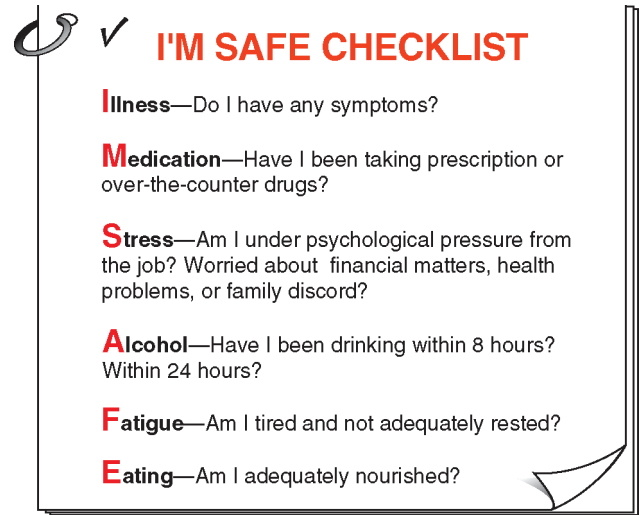 I'M SAFE CHECKLIST
Illness—Do I have any symptoms?
Medication—Have I been taking prescription or
over-the-counter drugs?
Stress—Am I under psychological pressure from
the job? Worried about  financial matters, health
problems, or family discord?
Alcohol—Have I been drinking within 8 hours?
Within 24 hours?
Fatigue—Am I tired and not adequately rested?
Eating—Am I adequately nourished?